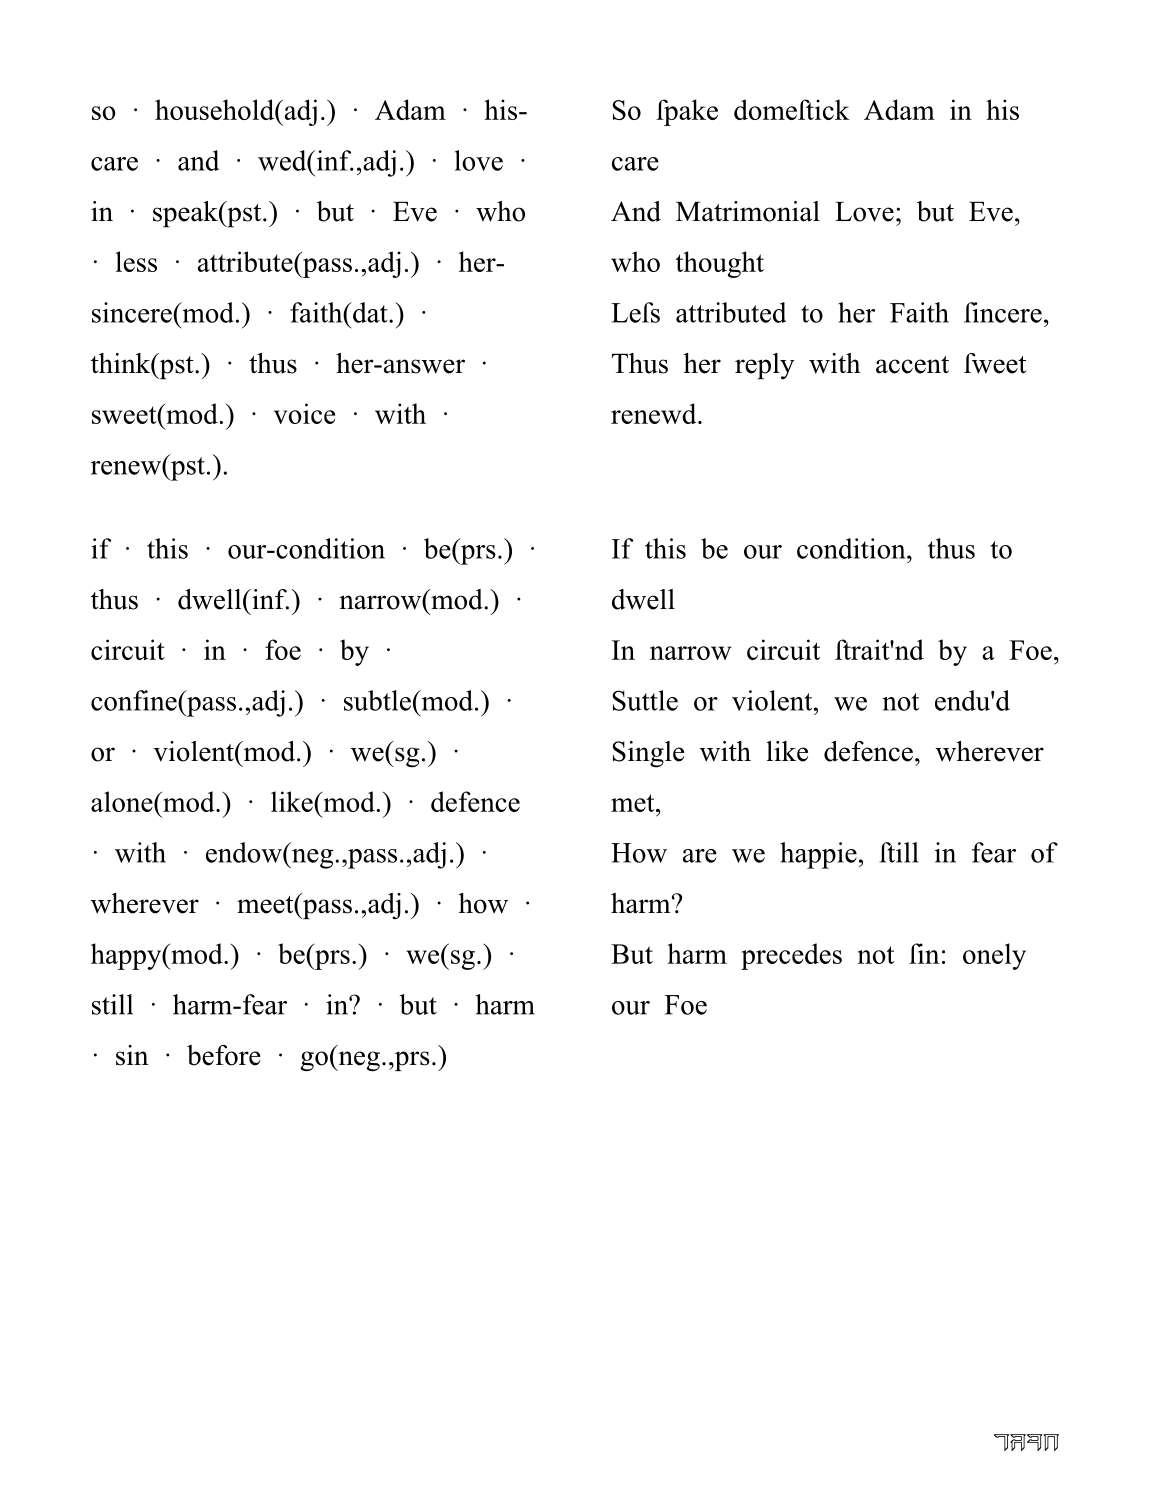 so · household(adj.) · Adam · his-
care · and · wed(inf.,adj.) · love ·
in · speak(pst.) · but · Eve · who
· less · attribute(pass.,adj.) · her-
sincere(mod.) · faith(dat.) ·
think(pst.) · thus · her-answer ·
sweet(mod.) · voice · with ·
renew(pst.).
if · this · our-condition · be(prs.) ·
thus · dwell(inf.) · narrow(mod.) ·
circuit · in · foe · by ·
confine(pass.,adj.) · subtle(mod.) ·
or · violent(mod.) · we(sg.) ·
alone(mod.) · like(mod.) · defence
· with · endow(neg.,pass.,adj.) ·
wherever · meet(pass.,adj.) · how ·
happy(mod.) · be(prs.) · we(sg.) ·
still · harm-fear · in? · but · harm
· sin · before · go(neg.,prs.)
So ſpake domeſtick Adam in his
care
And Matrimonial Love; but Eve,
who thought
Leſs attributed to her Faith ſincere,
Thus her reply with accent ſweet
renewd.
If this be our condition, thus to
dwell
In narrow circuit ſtrait'nd by a Foe,
Suttle or violent, we not endu'd
Single with like defence, wherever
met,
How are we happie, ſtill in fear of
harm?
But harm precedes not ſin: onely
our Foe